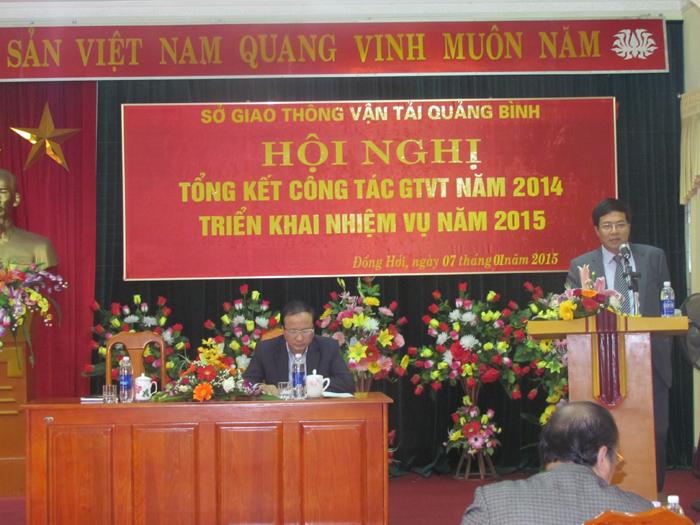 SẢN VIỆT NAM QUANG VINH MUÔN NĂM
SỞ GIAO THÔNG VẬN TẢI QUẢNG BÌNH
HỘI NGHỊ
TỔNG KẾT CÔNG TÁC GTVT NĂM 2014
TRIỂN KHAI NHIỆM VỤ NĂM 2015
Đồng Hới, ngày 07 tháng 01 năm 2015